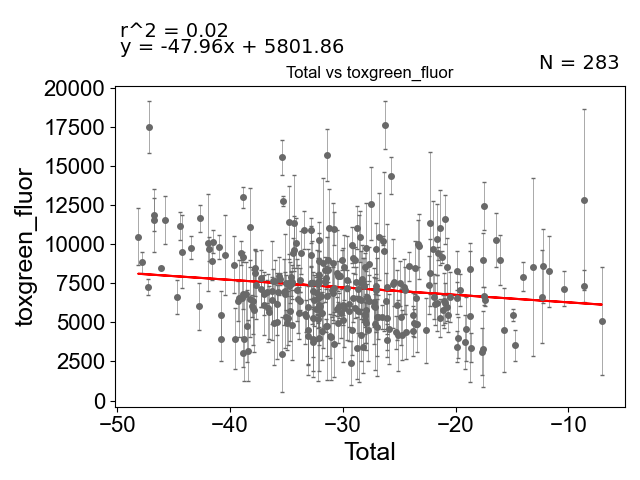 r^2 = 0.02
y = -47.96x + 5801.86
N = 283
Total vs toxgreen_fluor
20000
17500
15000
12500
10000
7500
5000
2500
0
toxgreen_fluor
−50 −40 −30 −20 −10
Total